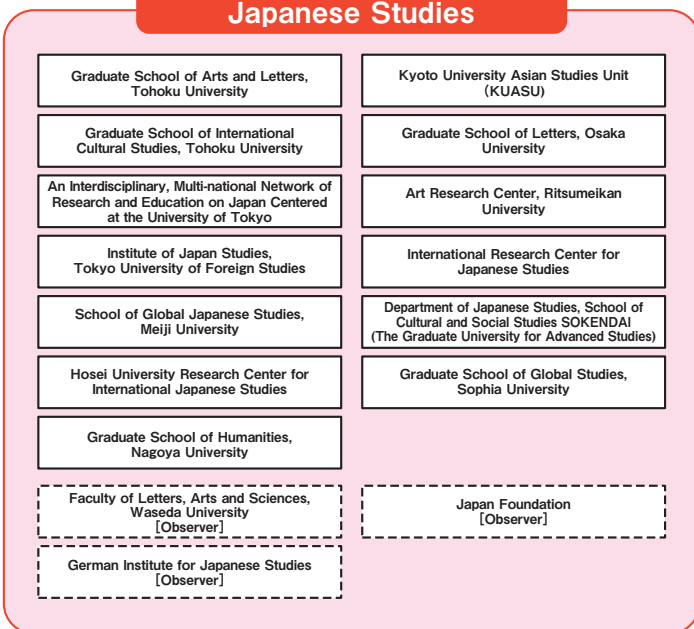 Japanese Studies
Graduate School of Arts and Letters,
Tohoku University
Graduate School of International
Cultural Studies, Tohoku University
An Interdisciplinary, Multi-national Network of
Research and Education on Japan Centered
at the University of Tokyo
Institute of Japan Studies,
Tokyo University of Foreign Studies
School of Global Japanese Studies,
Meiji University
Hosei University Research Center for
International Japanese Studies
Graduate School of Humanities,
Nagoya University
Kyoto University Asian Studies Unit
(KUASU)
Graduate School of Letters, Osaka
University
Art Research Center, Ritsumeikan
University
International Research Center for
Japanese Studies
Department of Japanese Studies, School of
Cultural and Social Studies SOKENDAI
(The Graduate University for Advanced Studies)
Graduate School of Global Studies,
Sophia University
Faculty of Letters, Arts and Sciences,
Waseda University
[Observer]
Japan Foundation
[Observer]
German Institute for Japanese Studies
[Observer]